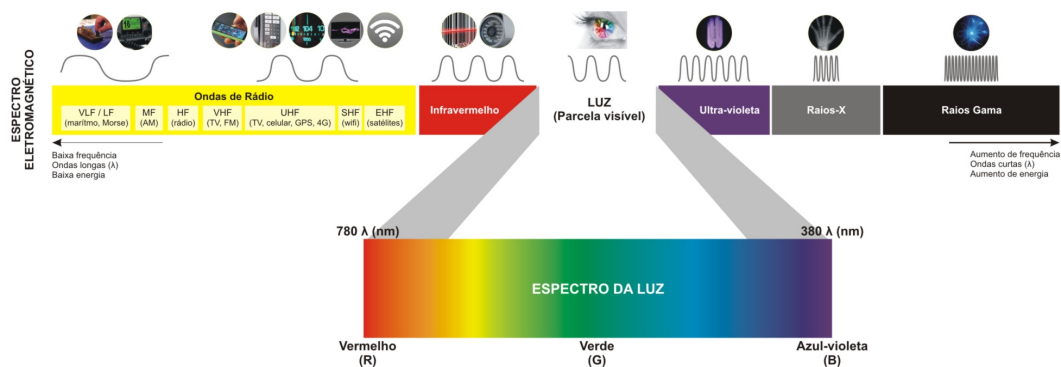 ESPECTRO
ELETROMAGNÉTICO
Ondas de Rádio
VLF / LF
(marítmo, Morse)
MF
(AM)
HF
(rádio)
VHF
(TV, FM)
UHF
(TV, celular, GPS, 4G)
SHF
(wifi)
EHF
(satélites)
Infravermelho
LUZ
(Parcela visível)
Ultra-violeta
Raios-X
Raios Gama
Baixa frequência
Ondas longas (λ)
Baixa energia
Aumento de frequência
Ondas curtas (λ)
Aumento de energia
780 λ (nm)
380 λ (nm)
ESPECTRO DA LUZ
Vermelho
(R)
Verde
(G)
Azul-violeta
(B)